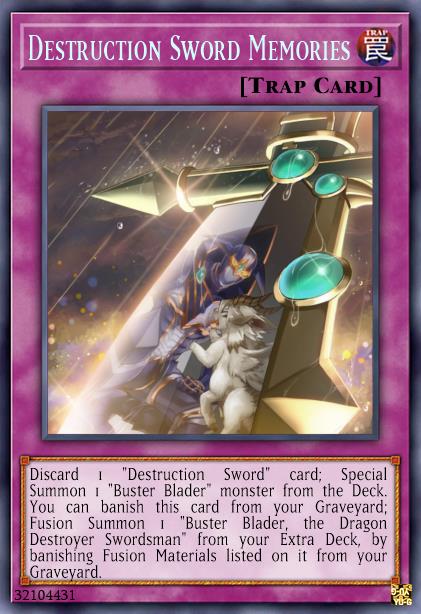 DESTRUCTION SWORD MEMORIES
TRAP
罠
[TRAP CARD]
Discard 1 "Destruction Sword" card; Special
Summon 1 "Buster Blader" monster from the Deck.
You can banish this card from your Graveyard;
Fusion Summon 1 "Buster Blader, the Dragon
Destroyer Swordsman" from your Extra Deck, by
banishing Fusion Materials listed on it from your
Graveyard.
32104431